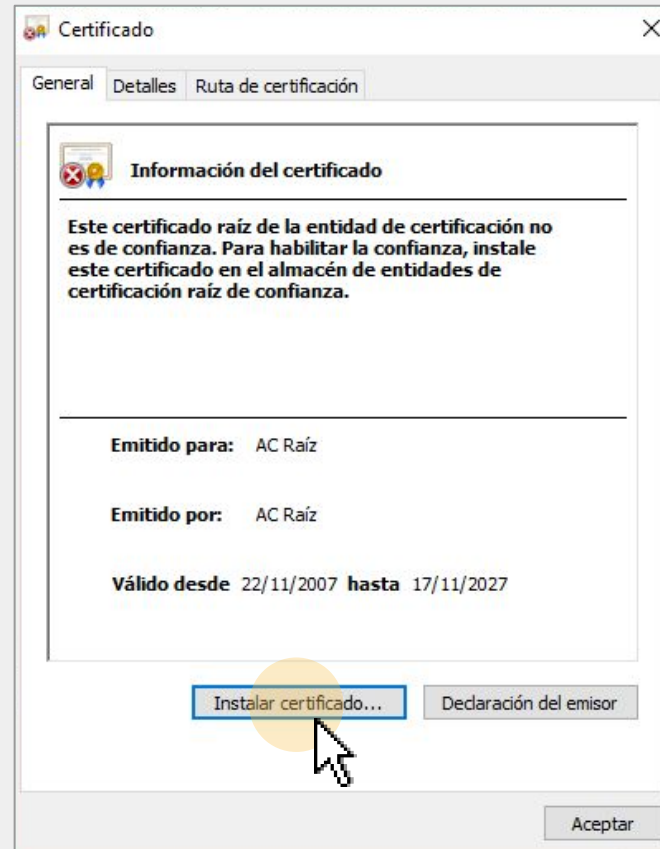 Certificado
General Detalles Ruta de certificación
Información del certificado
Este certificado raíz de la entidad de certificación no
es de confianza. Para habilitar la confianza, instale
este certificado en el almacén de entidades de
certificación raíz de confianza.
Emitido para: AC Raíz
Emitido por: AC Raíz
Válido desde 22/11/2007 hasta 17/11/2027
Instalar certificado... Declaración del emisor
Aceptar